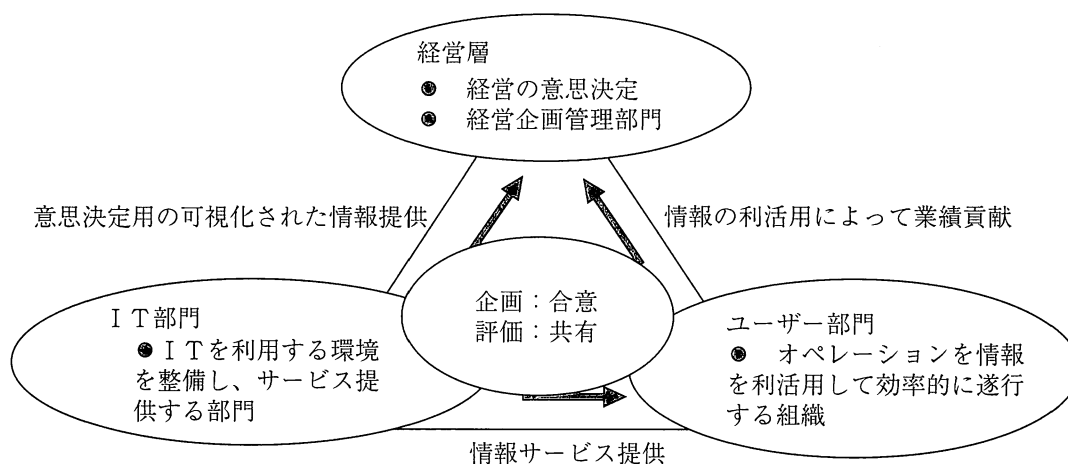 経営層
● 経営の意思決定
● 経営企画管理部門
意思決定用の可視化された情報提供
情報の利活用によって業績貢献
企画：合意
評価：共有
ＩＴ部門
● ＩＴを利用する環境
を整備し、サービス提
供する部門
ユーザー部門
● オペレーションを情報
を利活用して効率的に遂行
する組織
情報サービス提供